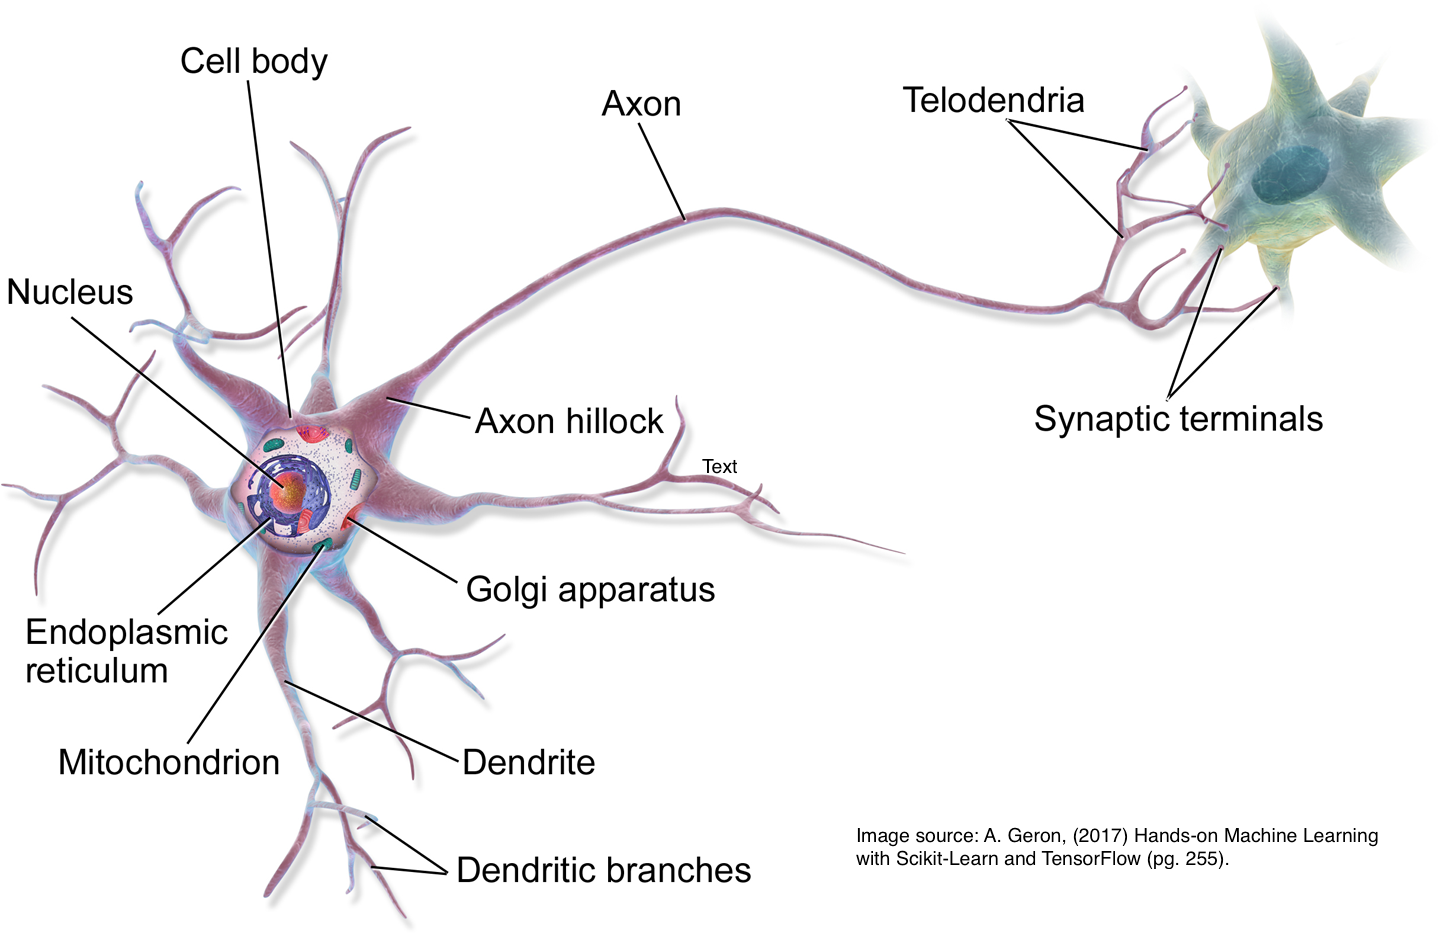 Cell body
Axon
Telodendria
Nucleus
Axon hillock
Synaptic terminals
Text
Golgi apparatus
Endoplasmic
reticulum
Mitochondrion
Dendrite
Dendritic branches
Image source: A. Geron, (2017) Hands-on Machine Learning
with Scikit-Learn and TensorFlow (pg. 255).